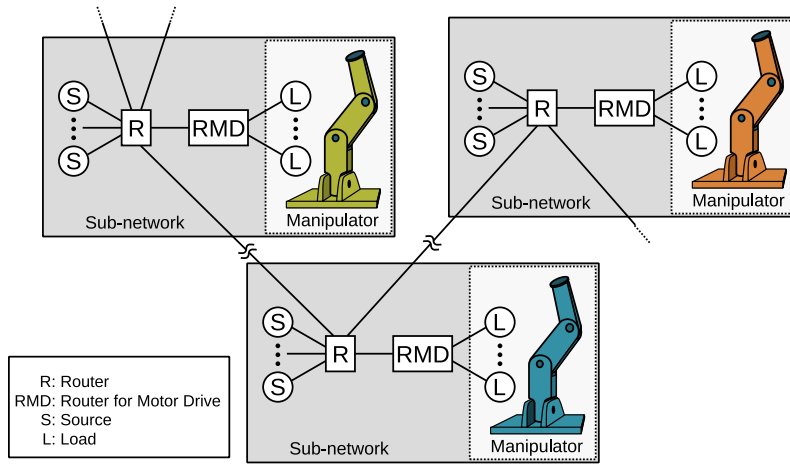 S
R
RMD
L
S
L
Sub-network
Manipulator
S
R
RMD
L
S
L
Sub-network
Manipulator
S
R
RMD
L
S
L
Sub-network
Manipulator
R: Router
RMD: Router for Motor Drive
S: Source
L: Load